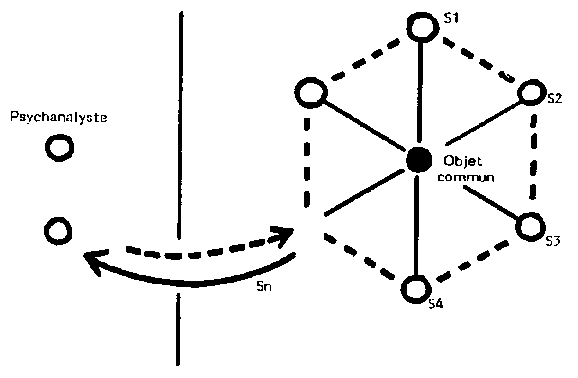 S1
S2
Psychanalyste
Objet
commun
S3
Sn
S4